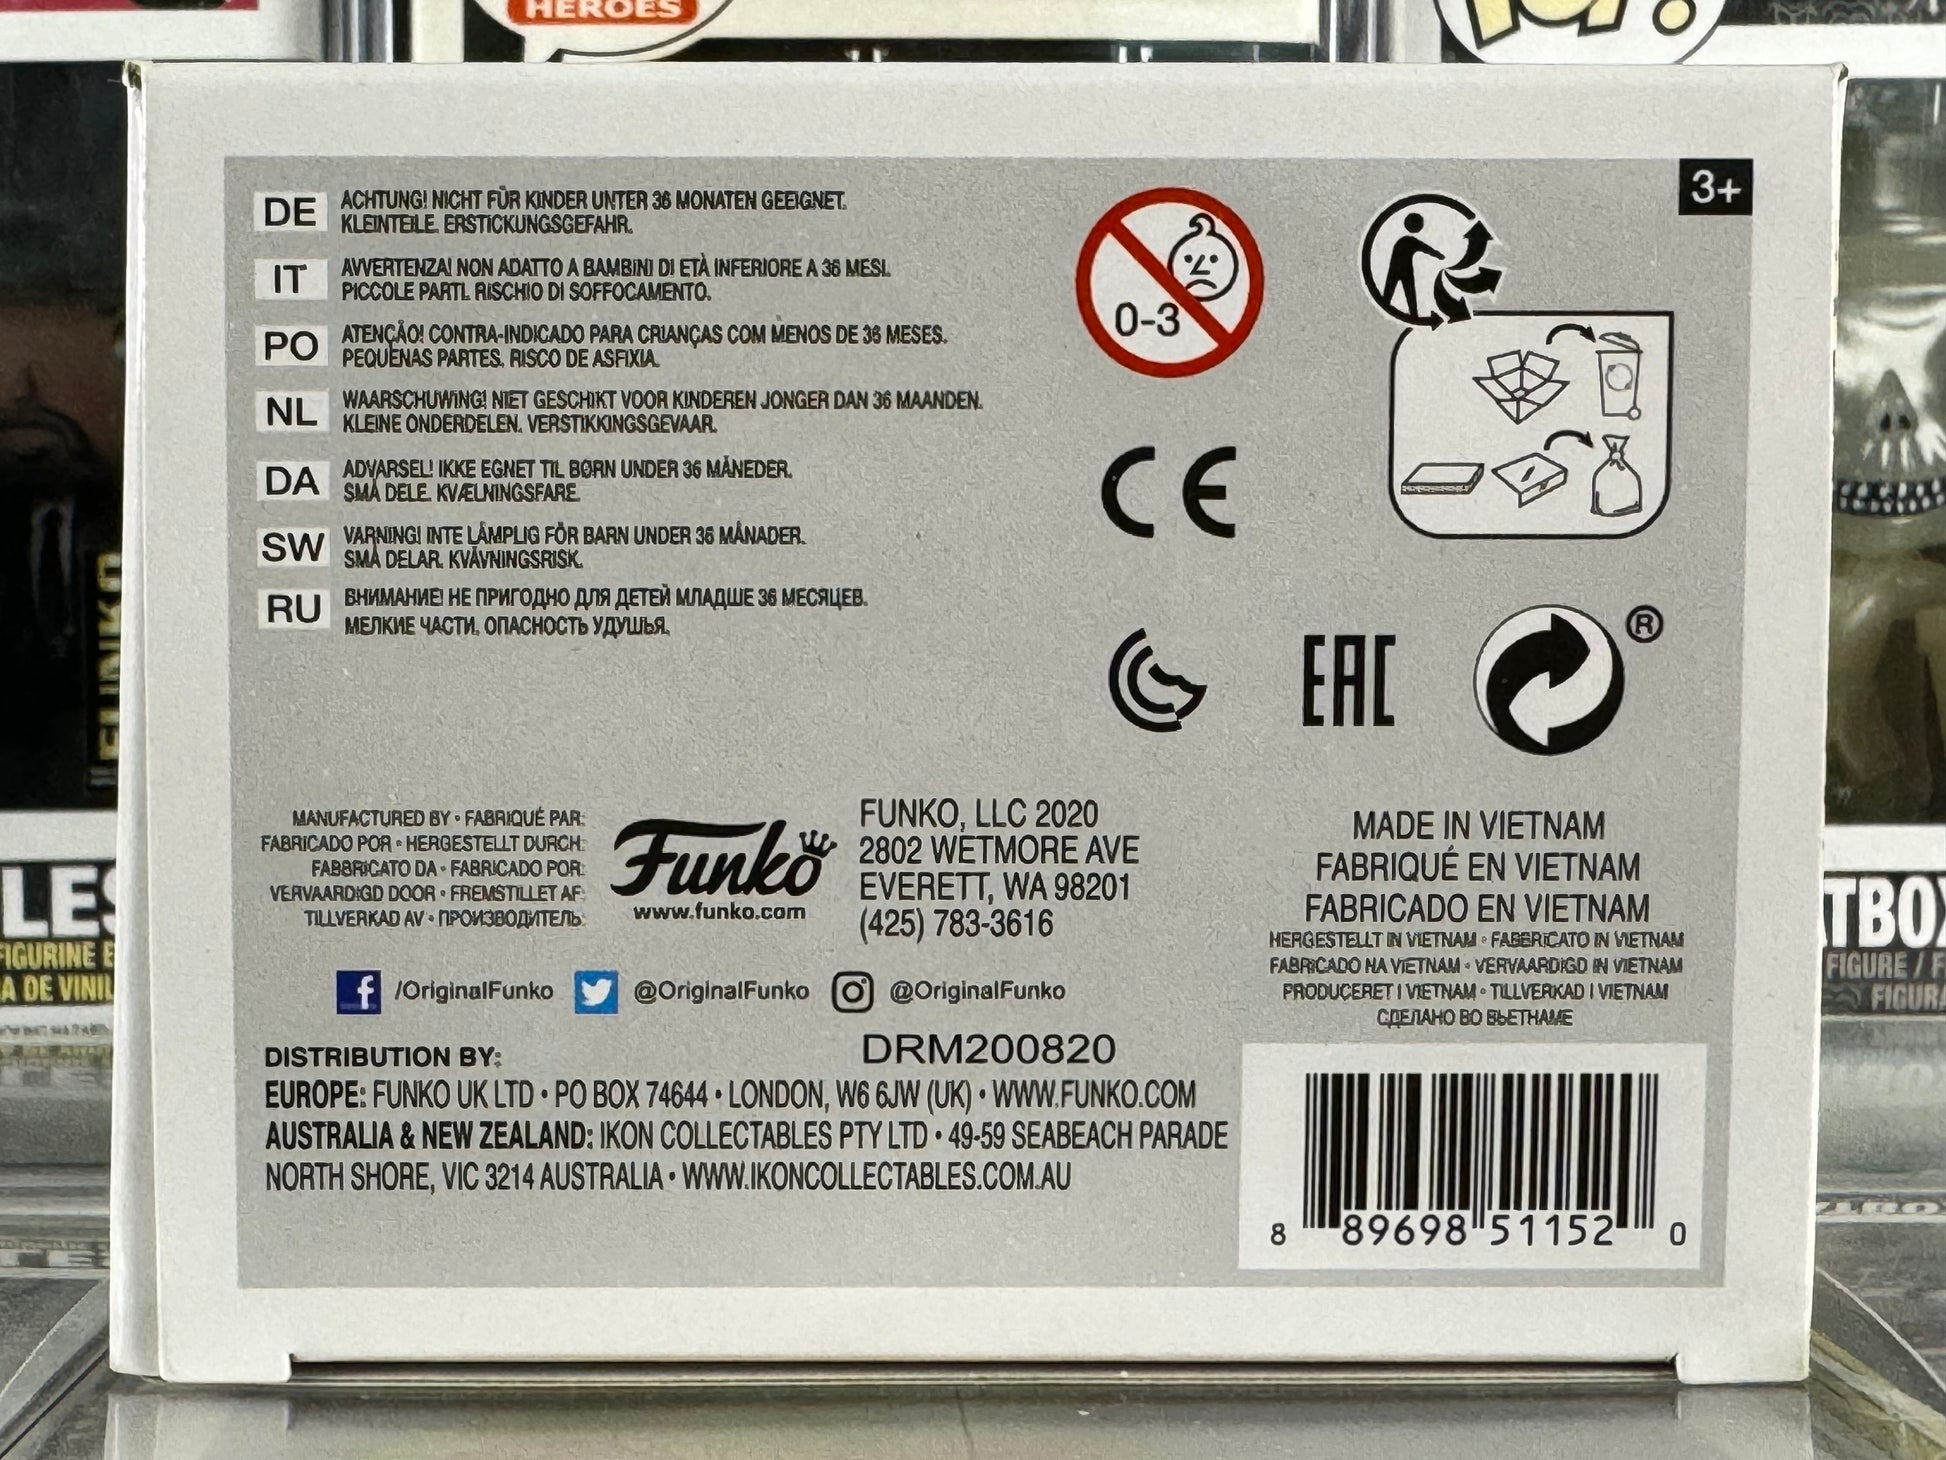 HEROES
POP!
3+
DE ACHTUNG! NICHT FÜR KINDER UNTER 36 MONATEN GEEIGNET.
KLEINTEILE. ERSTICKUNGSGEFAHR.
IT AVVERTENZA! NON ADATTO A BAMBINI DI ETÀ INFERIORE A 36 MESI.
PICCOLE PARTI. RISCHIO DI SOFFOCAMENTO.
PO ATENÇÃO! CONTRA-INDICADO PARA CRIANÇAS COM MENOS DE 36 MESES.
PEQUENAS PARTES. RISCO DE ASFIXIA.
NL WAARSCHUWING! NIET GESCHIKT VOOR KINDEREN JONGER DAN 36 MAANDEN.
KLEINE ONDERDELEN. VERSTIKKINGSGEVAAR.
DA ADVARSEL! IKKE EGNET TIL BØRN UNDER 36 MÅNEDER.
SMÅ DELE. KVÆLNINGSFARE.
SW VARNING! INTE LÄMPLIG FÖR BARN UNDER 36 MÅNADER.
SMÅ DELAR. KVÄVNINGSRISK.
RU ВНИМАНИЕ! НЕ ПРИГОДНО ДЛЯ ДЕТЕЙ МЛАДШЕ 36 МЕСЯЦЕВ.
МЕЛКИЕ ЧАСТИ, ОПАСНОСТЬ УДУШЬЯ.
0-3
CE
EAC
®
MANUFACTURED BY • FABRIQUÉ PAR:
FABRICADO POR • HERGESTELLT DURCH:
FABBRICATO DA • FABRICADO POR:
VERVAARDIGD DOOR • FREMSTILLET AF:
TILLVERKAD AV • ПРОИЗВОДИТЕЛЬ:
Funko
www.funko.com
FUNKO, LLC 2020
2802 WETMORE AVE
EVERETT, WA 98201
(425) 783-3616
MADE IN VIETNAM
FABRIQUÉ EN VIETNAM
FABRICADO EN VIETNAM
HERGESTELLT IN VIETNAM • FABBRICATO IN VIETNAM
FABRICADO NA VIETNAM • VERVAARDIGD IN VIETNAM
PRODUCERET I VIETNAM • TILLVERKAD I VIETNAM
СДЕЛАНО ВО ВЬЕТНАМЕ
/OriginalFunko @OriginalFunko @OriginalFunko
DISTRIBUTION BY: DRM200820
EUROPE: FUNKO UK LTD • PO BOX 74644 • LONDON, W6 6JW (UK) • WWW.FUNKO.COM
AUSTRALIA & NEW ZEALAND: IKON COLLECTABLES PTY LTD • 49-59 SEABEACH PARADE
NORTH SHORE, VIC 3214 AUSTRALIA • WWW.IKONCOLLECTABLES.COM.AU
8 89698 51152 0
FUNKO
LES
FIGURINE E
A DE VINIL
TBOX
FIGURE / F
FIGURA